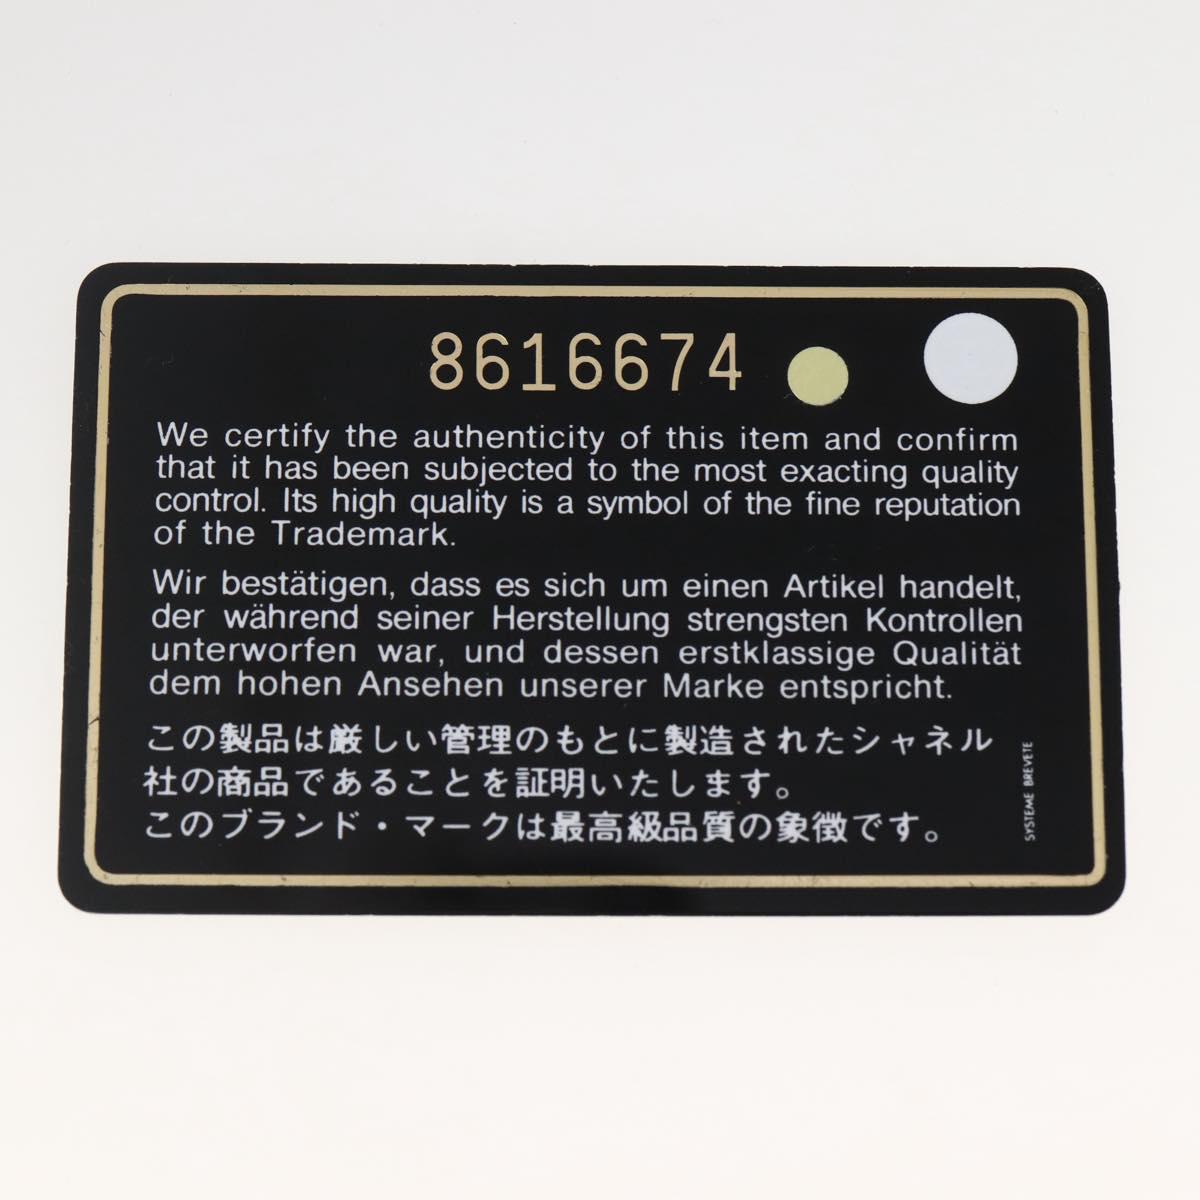 8616674
We certify the authenticity of this item and confirm
that it has been subjected to the most exacting quality
control. Its high quality is a symbol of the fine reputation
of the Trademark.
Wir bestätigen, dass es sich um einen Artikel handelt,
der während seiner Herstellung strengsten Kontrollen
unterworfen war, und dessen erstklassige Qualität
dem hohen Ansehen unserer Marke entspricht.
この製品は厳しい管理のもとに製造されたシャネル
社の商品であることを証明いたします。
このブランド・マークは最高級品質の象徴です。
SYSTEME BREVETE